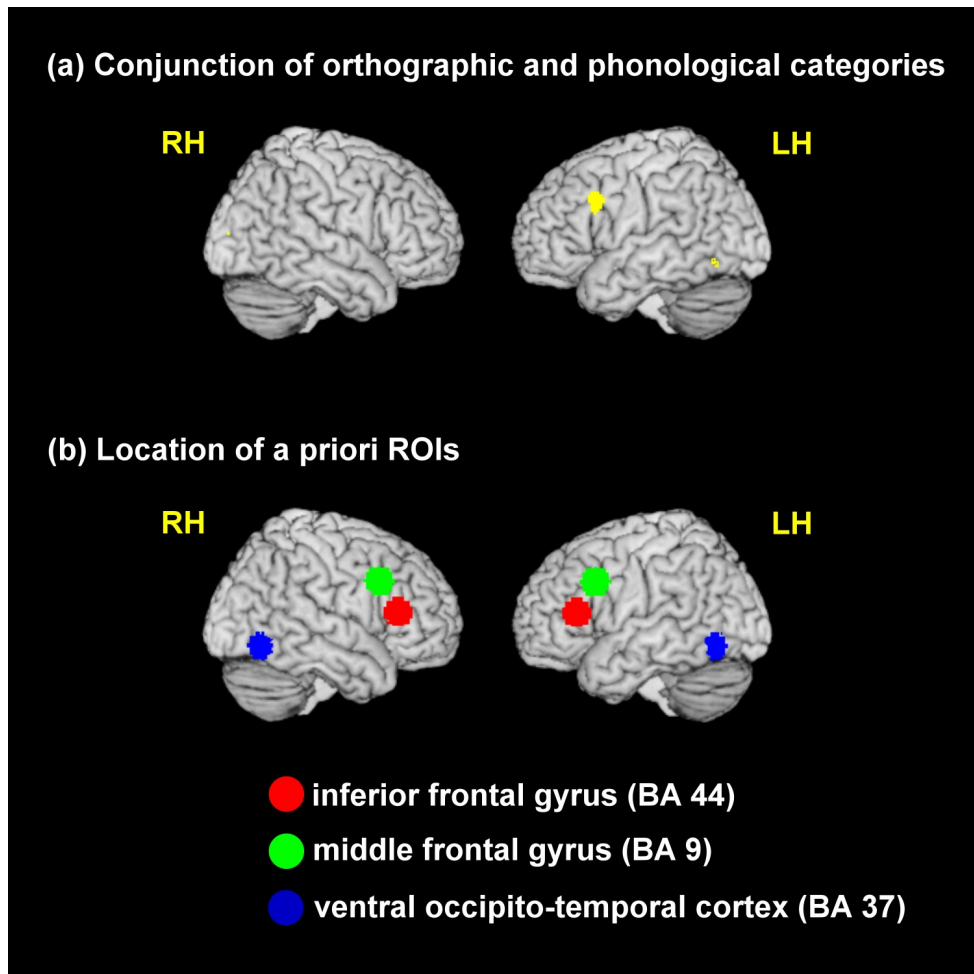 (a) Conjunction of orthographic and phonological categories
RH LH
(b) Location of a priori ROIs
RH LH
inferior frontal gyrus (BA 44)
middle frontal gyrus (BA 9)
ventral occipito-temporal cortex (BA 37)